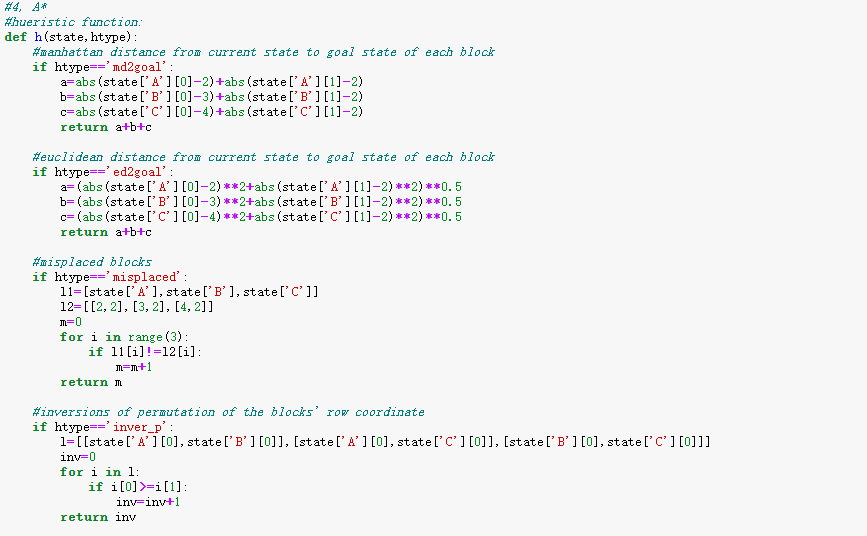 #4, A*
#hueristic function:
def h(state,htype):
    #manhattan distance from current state to goal state of each block
    if htype=='md2goal':
        a=abs(state['A'][0]-2)+abs(state['A'][1]-2)
        b=abs(state['B'][0]-3)+abs(state['B'][1]-2)
        c=abs(state['C'][0]-4)+abs(state['C'][1]-2)
        return a+b+c

    #euclidean distance from current state to goal state of each block
    if htype=='ed2goal':
        a=(abs(state['A'][0]-2)**2+abs(state['A'][1]-2)**2)**0.5
        b=(abs(state['B'][0]-3)**2+abs(state['B'][1]-2)**2)**0.5
        c=(abs(state['C'][0]-4)**2+abs(state['C'][1]-2)**2)**0.5
        return a+b+c

    #misplaced blocks
    if htype=='misplaced':
        l1=[state['A'],state['B'],state['C']]
        l2=[[2,2],[3,2],[4,2]]
        m=0
        for i in range(3):
            if l1[i]!=l2[i]:
                m=m+1
        return m

    #inversions of permutation of the blocks' row coordinate
    if htype=='inver_p':
        l=[[state['A'][0],state['B'][0]],[state['A'][0],state['C'][0]],[state['B'][0],state['C'][0]]]
        inv=0
        for i in l:
            if i[0]>=i[1]:
                inv=inv+1
        return inv